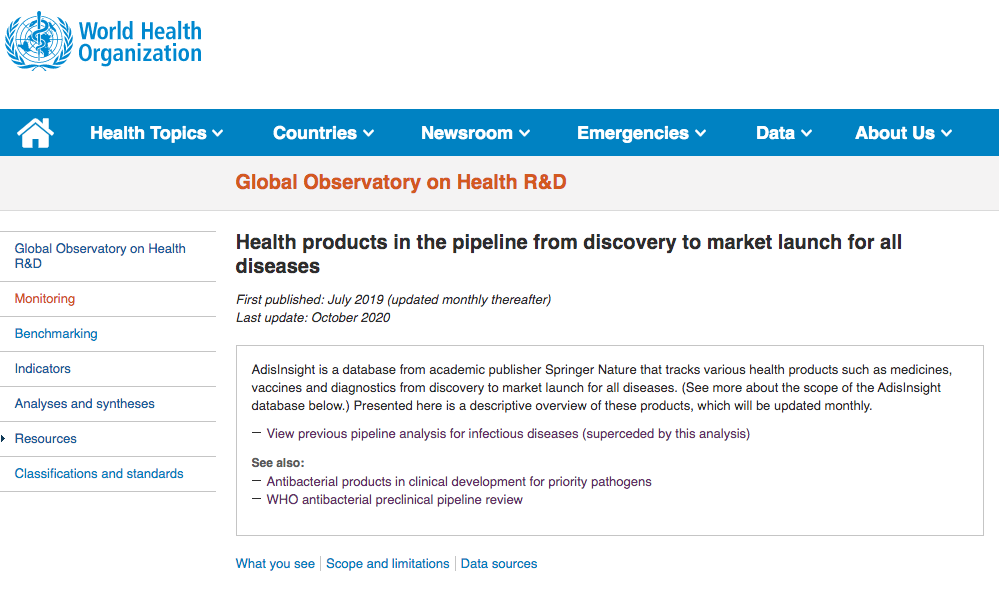 World Health
Organization
Health Topics
Countries
Newsroom
Emergencies
Data
About Us
Global Observatory on Health R&D
Global Observatory on Health
R&D
Monitoring
Benchmarking
Indicators
Analyses and syntheses
Resources
Classifications and standards
Health products in the pipeline from discovery to market launch for all
diseases
First published: July 2019 (updated monthly thereafter)
Last update: October 2020
AdisInsight is a database from academic publisher Springer Nature that tracks various health products such as medicines,
vaccines and diagnostics from discovery to market launch for all diseases. (See more about the scope of the AdisInsight
database below.) Presented here is a descriptive overview of these products, which will be updated monthly.
— View previous pipeline analysis for infectious diseases (superceded by this analysis)
See also:
— Antibacterial products in clinical development for priority pathogens
— WHO antibacterial preclinical pipeline review
What you see | Scope and limitations | Data sources